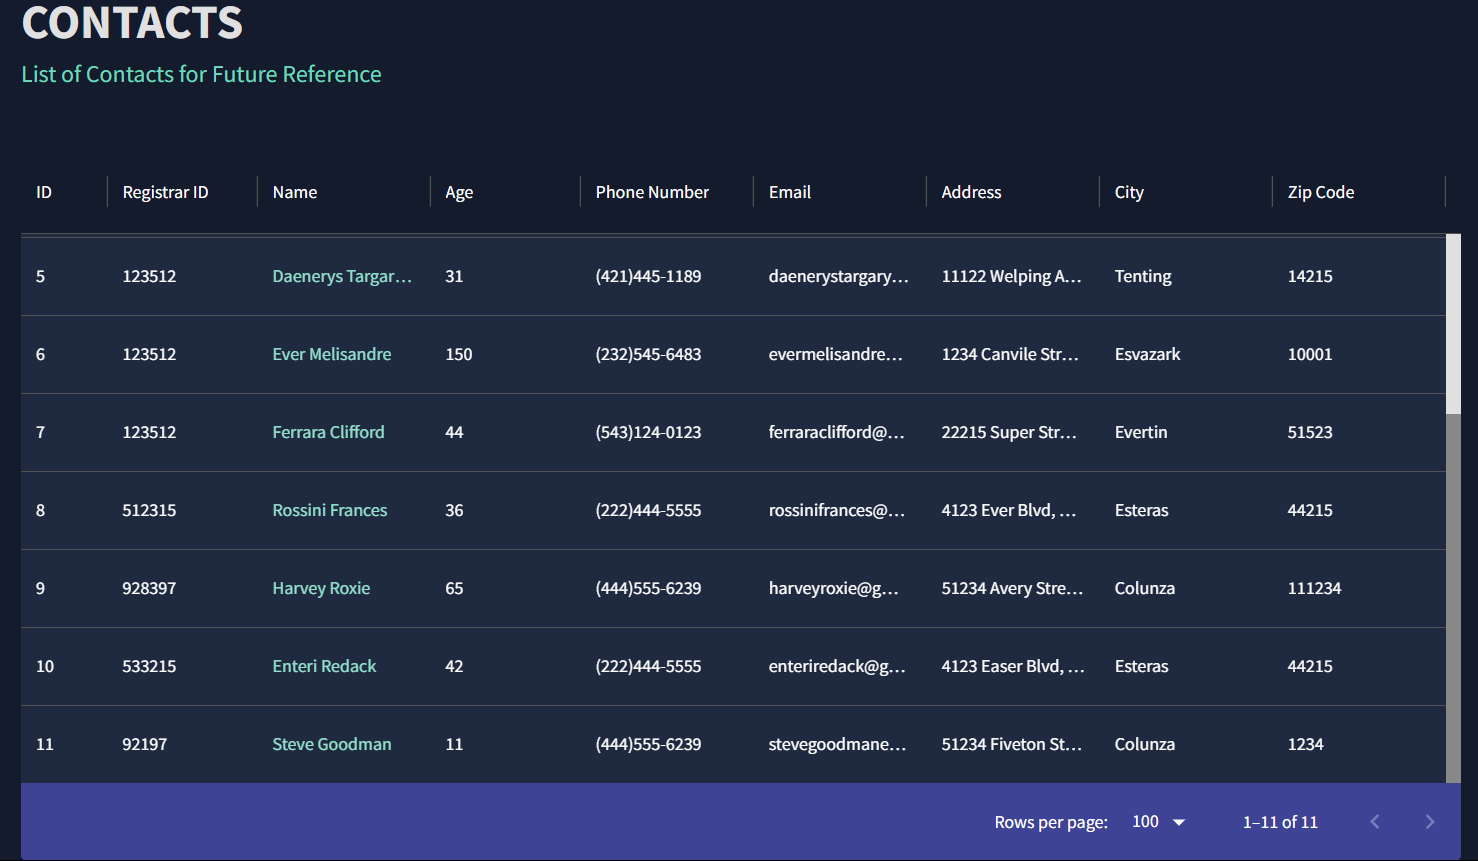 CONTACTS
List of Contacts for Future Reference
ID Registrar ID Name Age Phone Number Email Address City Zip Code
5 123512 Daenerys Targar... 31 (421)445-1189 daenerystargary... 11122 Welping A... Tenting 14215
6 123512 Ever Melisandre 150 (232)545-6483 evermelisandre... 1234 Canvile Str... Esvazark 10001
7 123512 Ferrara Clifford 44 (543)124-0123 ferraraclifford@... 22215 Super Str... Evertin 51523
8 512315 Rossini Frances 36 (222)444-5555 rossinifrances@... 4123 Ever Blvd, ... Esteras 44215
9 928397 Harvey Roxie 65 (444)555-6239 harveyroxie@g... 51234 Avery Stre... Colunza 111234
10 533215 Enteri Redack 42 (222)444-5555 enteriredack@g... 4123 Easer Blvd, ... Esteras 44215
11 92197 Steve Goodman 11 (444)555-6239 stevegoodmane... 51234 Fiveton St... Colunza 1234
Rows per page: 100 1–11 of 11